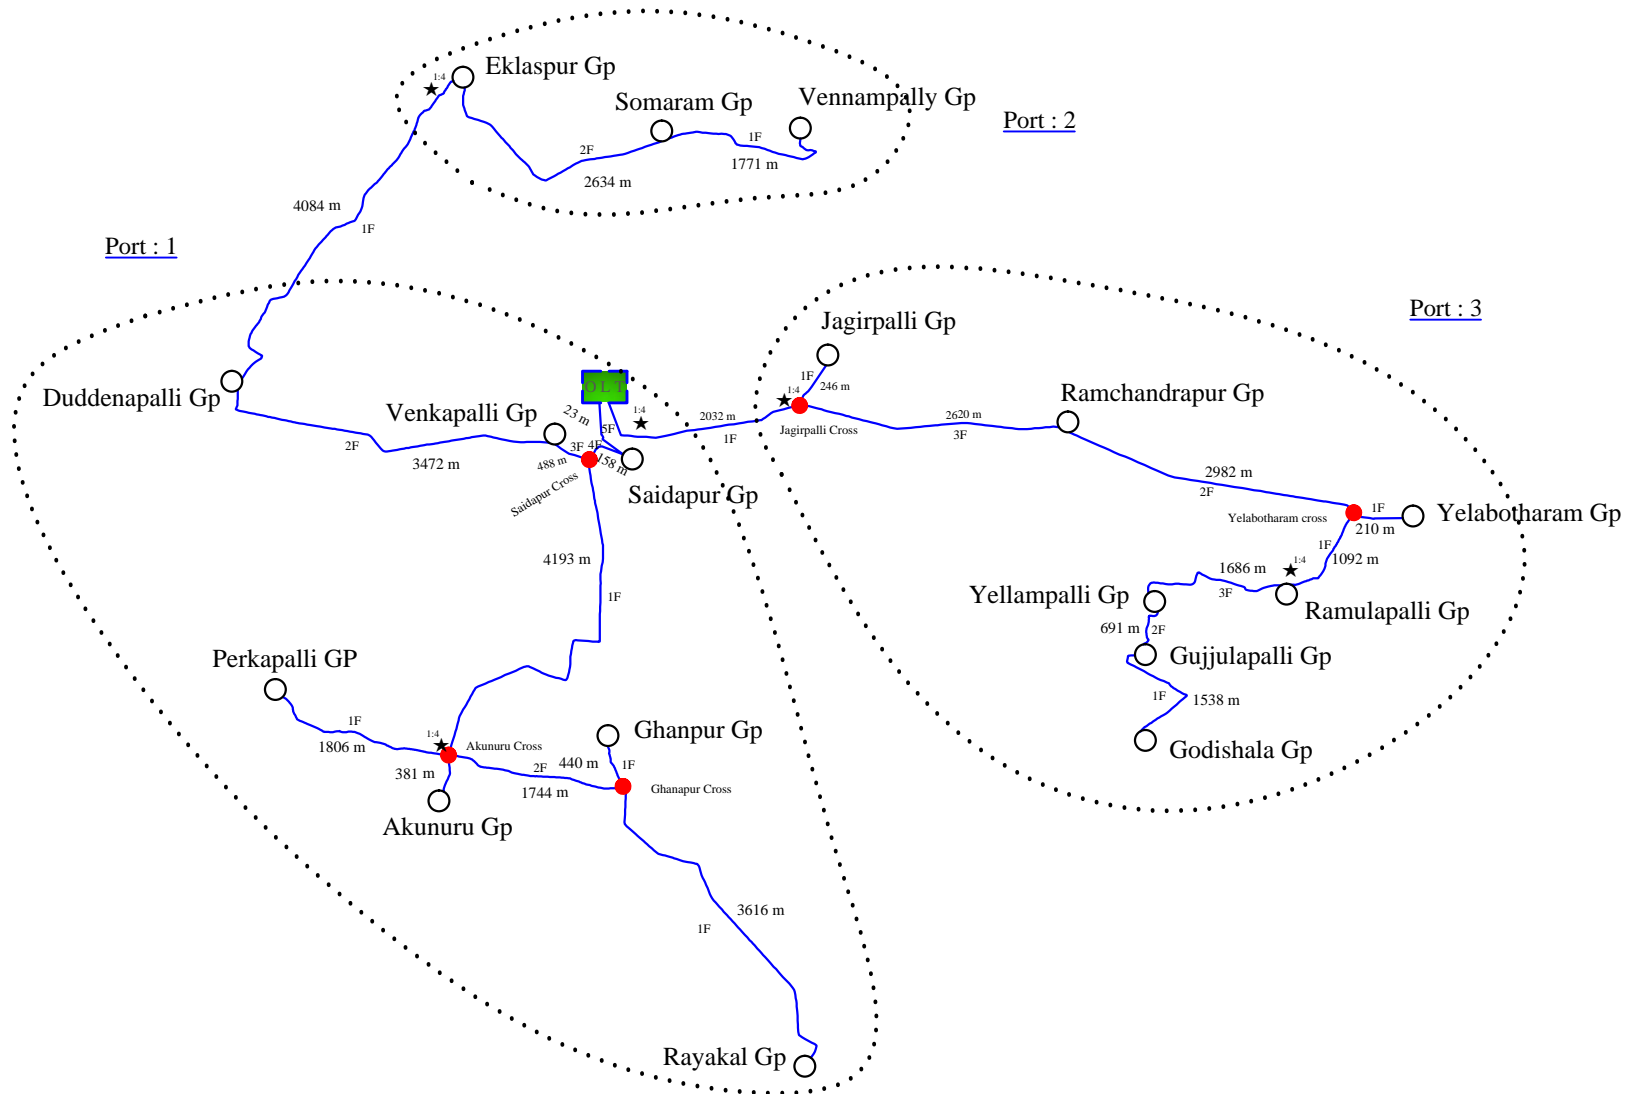 1:4
Eklaspur Gp
Somaram Gp
Vennampally Gp
Port : 2
2F
2634 m
1F
1771 m
4084 m
1F
Port : 1
Port : 3
Jagirpalli Gp
1F
246 m
1:4
Jagirpalli Cross
Duddenapalli Gp
Venkapalli Gp
OLT
23 m
5F
1:4
2032 m
1F
Ramchandrapur Gp
2620 m
3F
2F
3472 m
3F
4F
488 m
158 m
Saidapur Cross
Saidapur Gp
2982 m
2F
Yelabotharam cross
1F
210 m
Yelabotharam Gp
4193 m
1F
1F
1092 m
1:4
1686 m
3F
Yellampalli Gp
Ramulapalli Gp
691 m
2F
Gujjulapalli Gp
1F
1538 m
Godishala Gp
Perkapalli GP
1F
1806 m
1:4
Akunuru Cross
381 m
Akunuru Gp
2F
1744 m
440 m
1F
Ghanpur Gp
Ghanapur Cross
3616 m
1F
Rayakal Gp